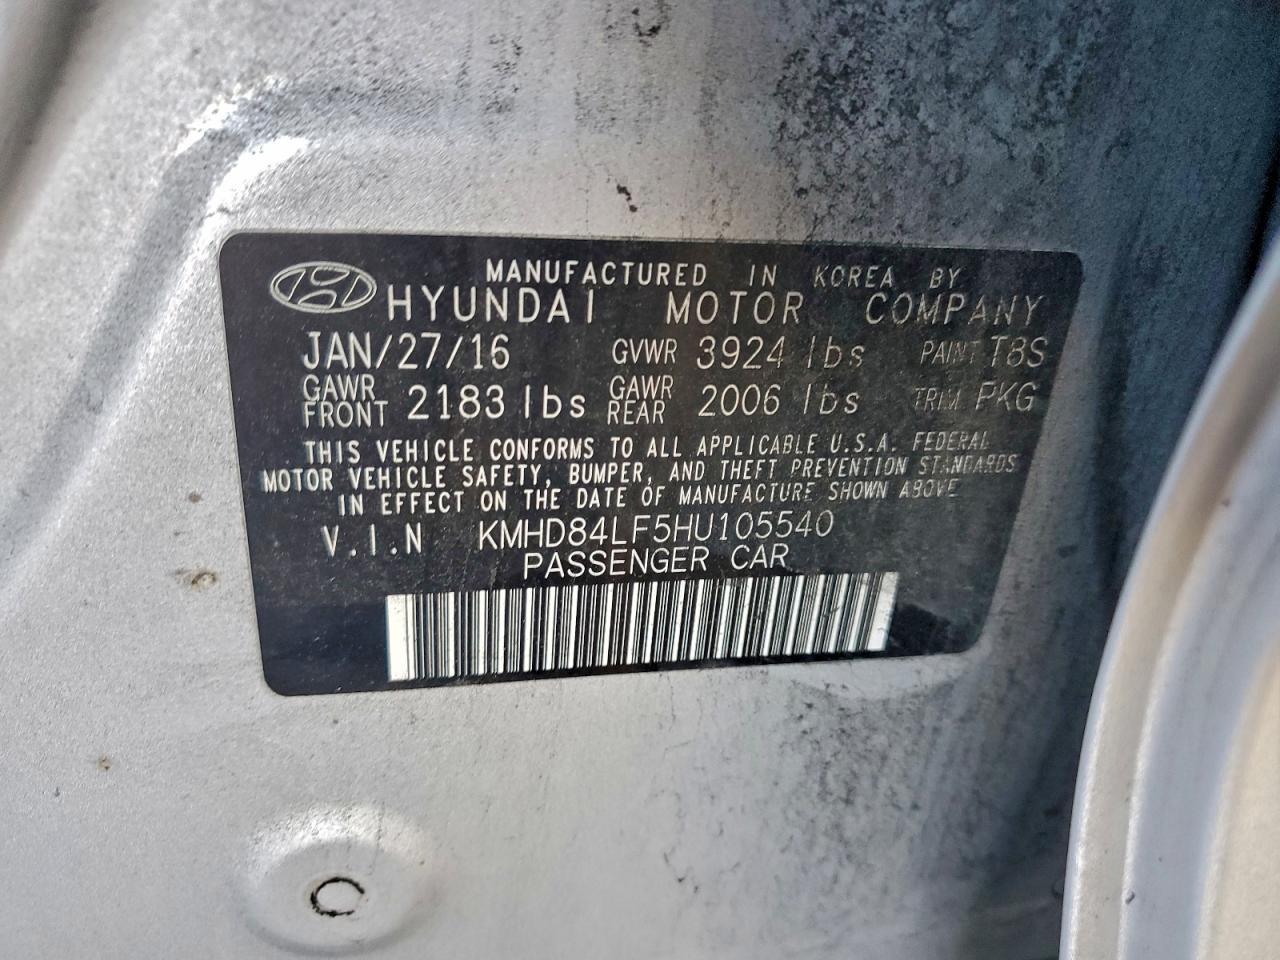 MANUFACTURED IN KOREA BY
HYUNDAI MOTOR COMPANY
JAN/27/16 GVWR 3924 lbs PAINT T8S
GAWR FRONT 2183 lbs GAWR REAR 2006 lbs TRIM PKG
THIS VEHICLE CONFORMS TO ALL APPLICABLE U.S.A. FEDERAL
MOTOR VEHICLE SAFETY, BUMPER, AND THEFT PREVENTION STANDARDS
IN EFFECT ON THE DATE OF MANUFACTURE SHOWN ABOVE
V.I.N KMHD84LF5HU105540
PASSENGER CAR